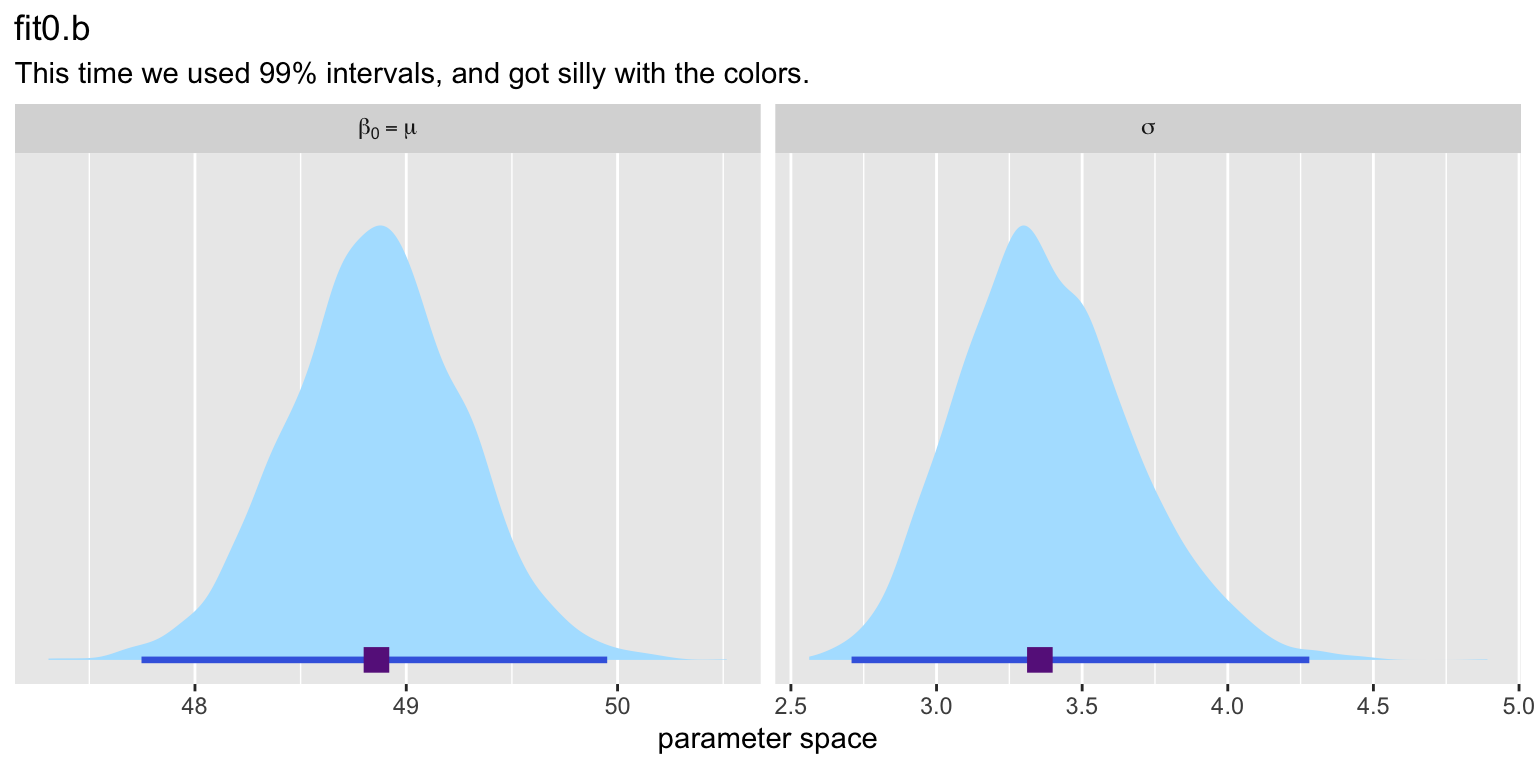 fit0.b
This time we used 99% intervals, and got silly with the colors.
β₀ = μ
σ
48 49 50
2.5 3.0 3.5 4.0 4.5 5.0
parameter space